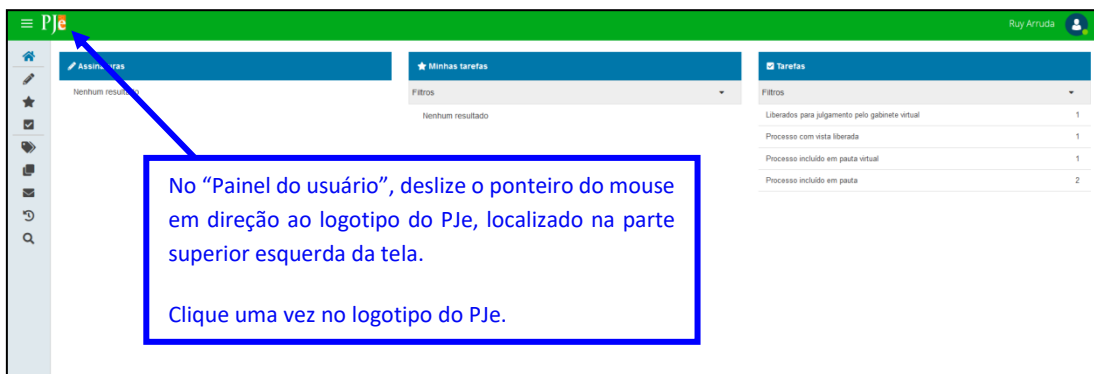 PJe
Ruy Arruda
Assinaturas
Nenhum resultado
Minhas tarefas
Filtros
Nenhum resultado
Tarefas
Filtros
Liberados para julgamento pelo gabinete virtual 1
Processo com vista liberada 1
Processo incluído em pauta virtual 1
Processo incluído em pauta 2
No “Painel do usuário”, deslize o ponteiro do mouse
em direção ao logotipo do PJe, localizado na parte
superior esquerda da tela.
Clique uma vez no logotipo do PJe.